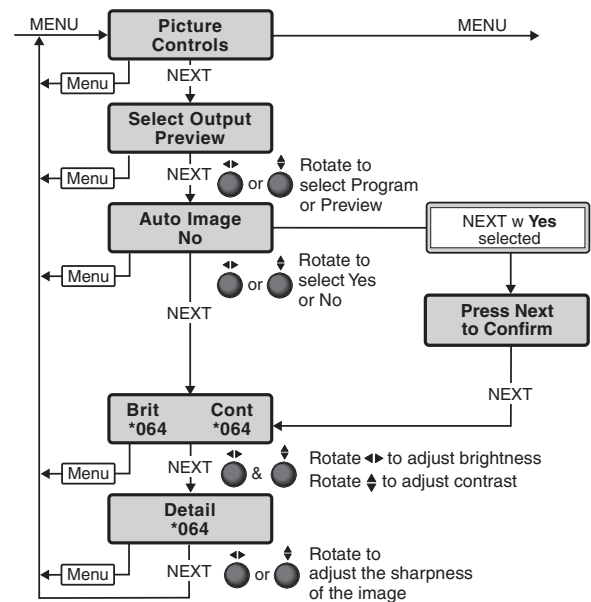 MENU
Picture
Controls
MENU
Menu
NEXT
Select Output
Preview
Menu
NEXT
or
Rotate to
select Program
or Preview
Auto Image
No
NEXT w Yes
selected
Menu
or
Rotate to
select Yes
or No
NEXT
Press Next
to Confirm
NEXT
Brit Cont
*064 *064
Menu
NEXT
&
Rotate ◂▸ to adjust brightness
Rotate ▴▾ to adjust contrast
Detail
*064
Menu
NEXT
or
Rotate to
adjust the sharpness
of the image